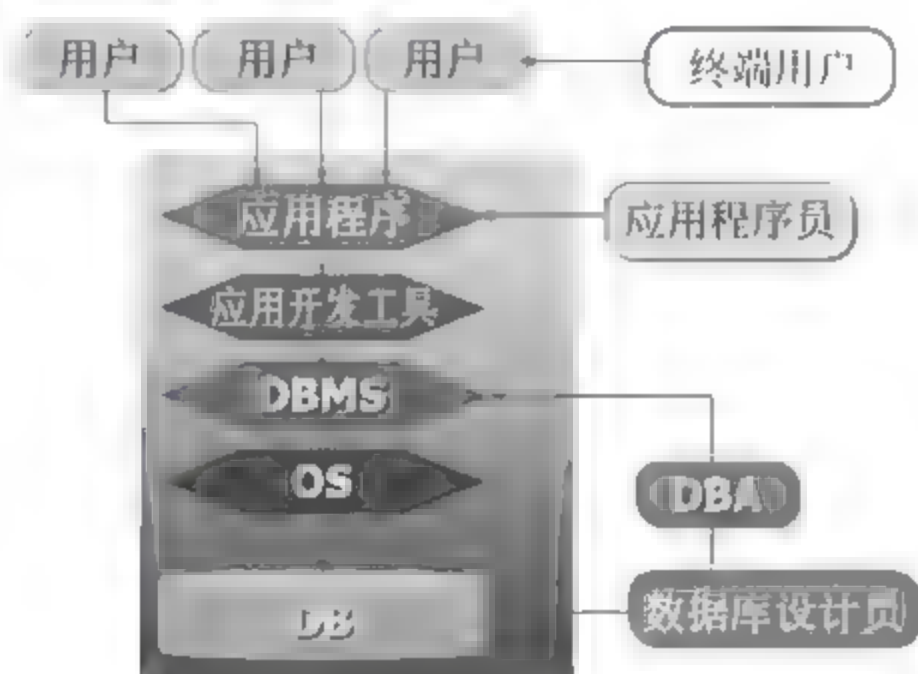 用户 用户 用户 终端用户
应用程序 应用程序员
应用开发工具
DBMS
OS DBA
DB 数据库设计员